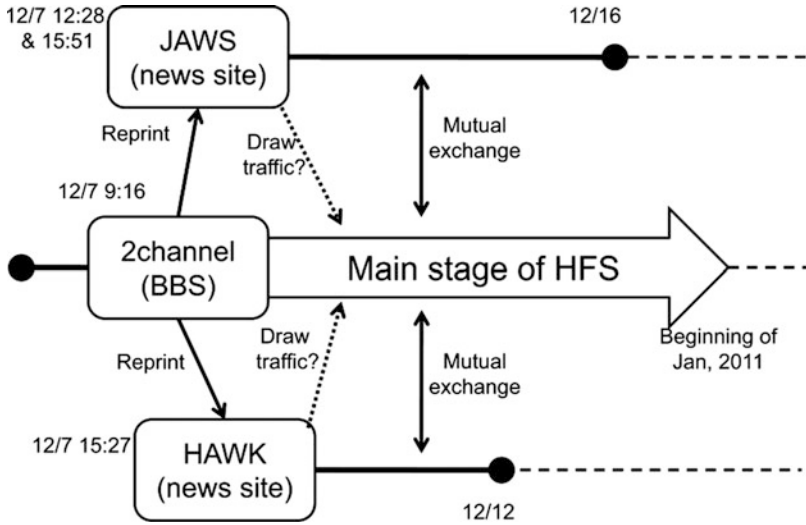 12/7 12:28
& 15:51
JAWS
(news site)
12/16
Reprint
Draw
traffic?
Mutual
exchange
12/7 9:16
2channel
(BBS)
Main stage of HFS
Reprint
Draw
traffic?
Mutual
exchange
Beginning of
Jan, 2011
12/7 15:27
HAWK
(news site)
12/12